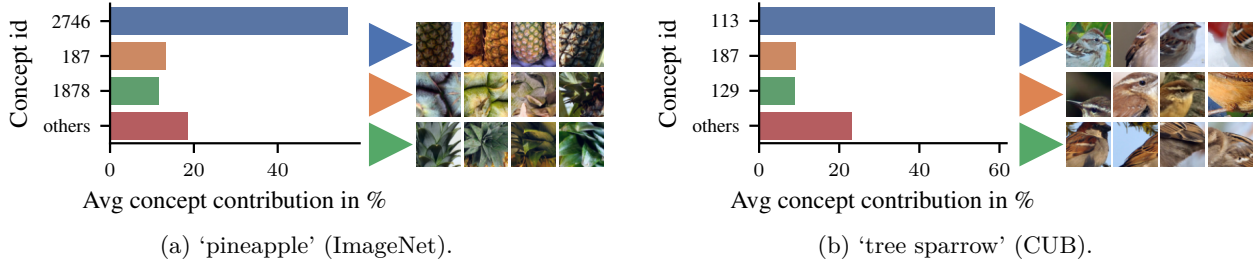 Concept id
2746
187
1878
others
0 20 40
Avg concept contribution in %
(a) ‘pineapple’ (ImageNet).
Concept id
113
187
129
others
0 20 40 60
Avg concept contribution in %
(b) ‘tree sparrow’ (CUB).